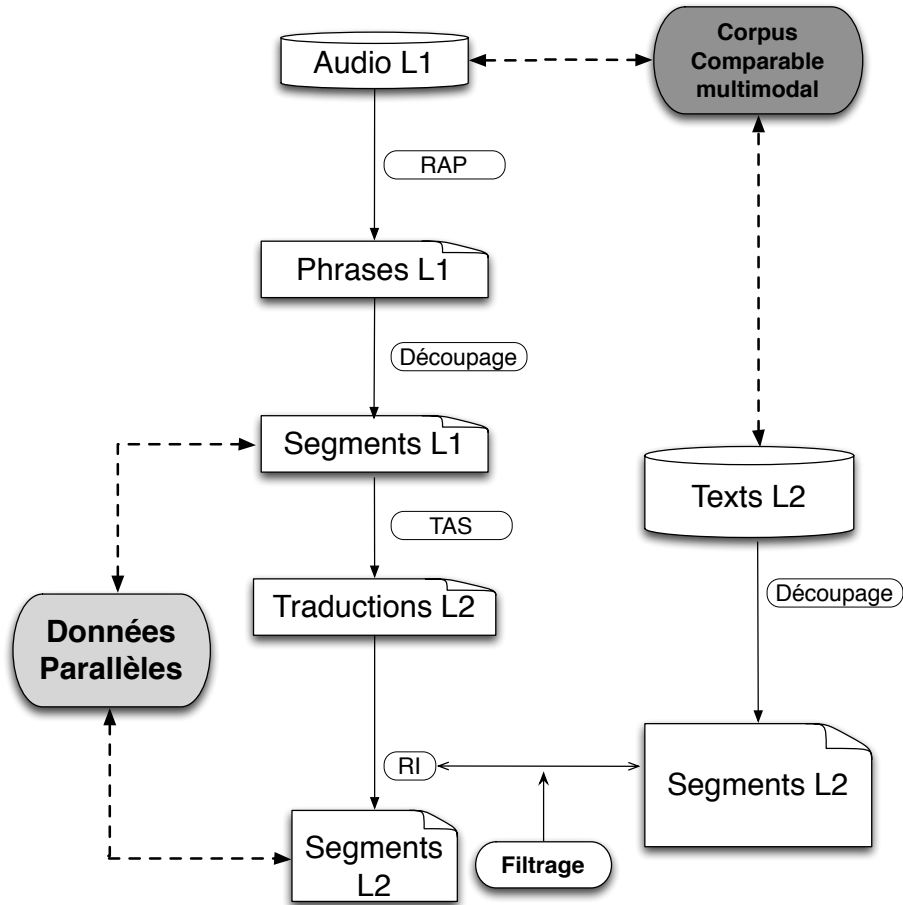 Audio L1
Corpus
Comparable
multimodal
RAP
Phrases L1
Découpage
Segments L1
Texts L2
TAS
Traductions L2
Découpage
Données
Parallèles
RI
Segments L2
Segments
L2
Filtrage